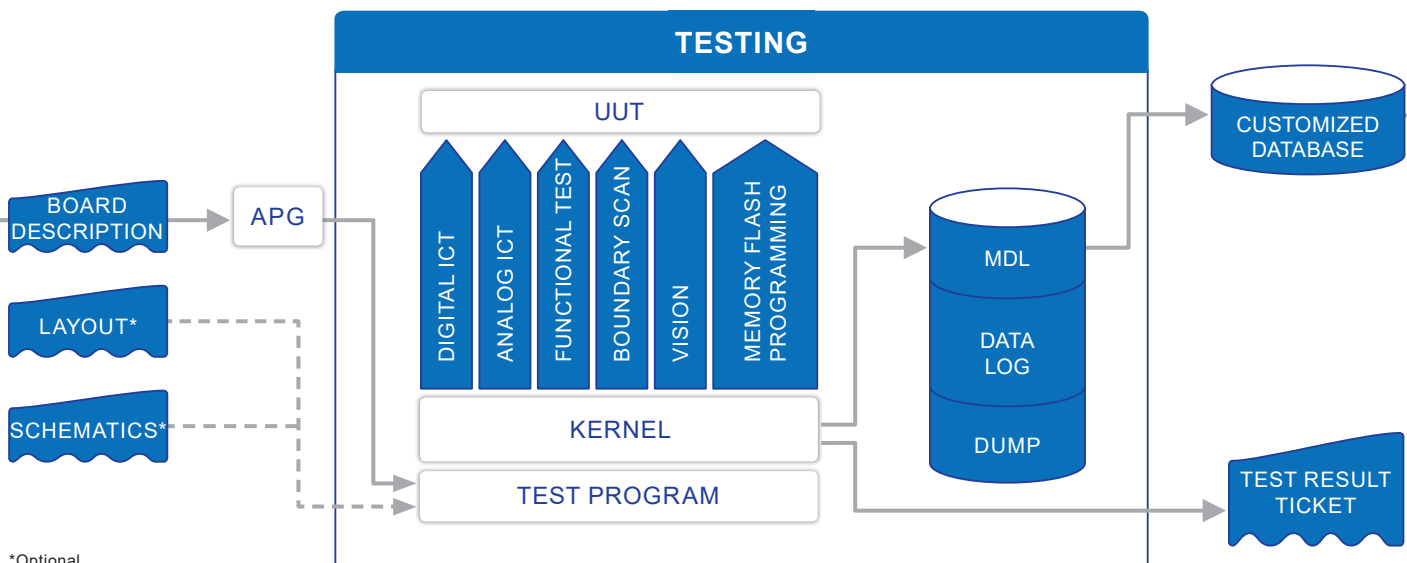 TESTING
UUT
CUSTOMIZED
DATABASE
BOARD
DESCRIPTION
APG
DIGITAL ICT
ANALOG ICT
FUNCTIONAL TEST
BOUNDARY SCAN
VISION
MEMORY FLASH
PROGRAMMING
MDL
LAYOUT*
DATA
LOG
SCHEMATICS*
KERNEL
DUMP
TEST PROGRAM
TEST RESULT
TICKET
*Optional